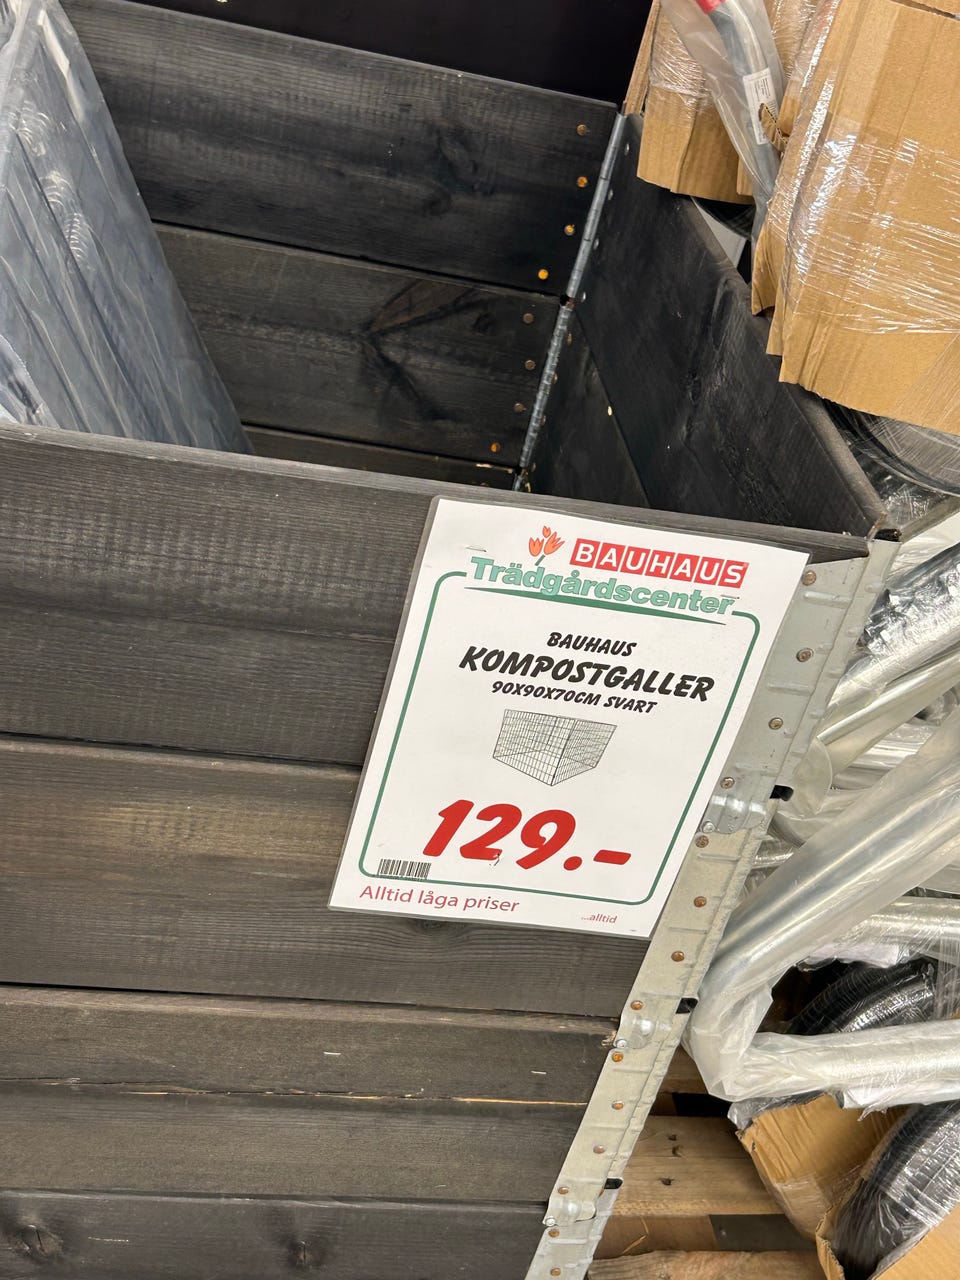 BAUHAUS
Trädgårdscenter
BAUHAUS
KOMPOSTGALLER
90X90X70CM SVART
129.-
Alltid låga priser
...alltid